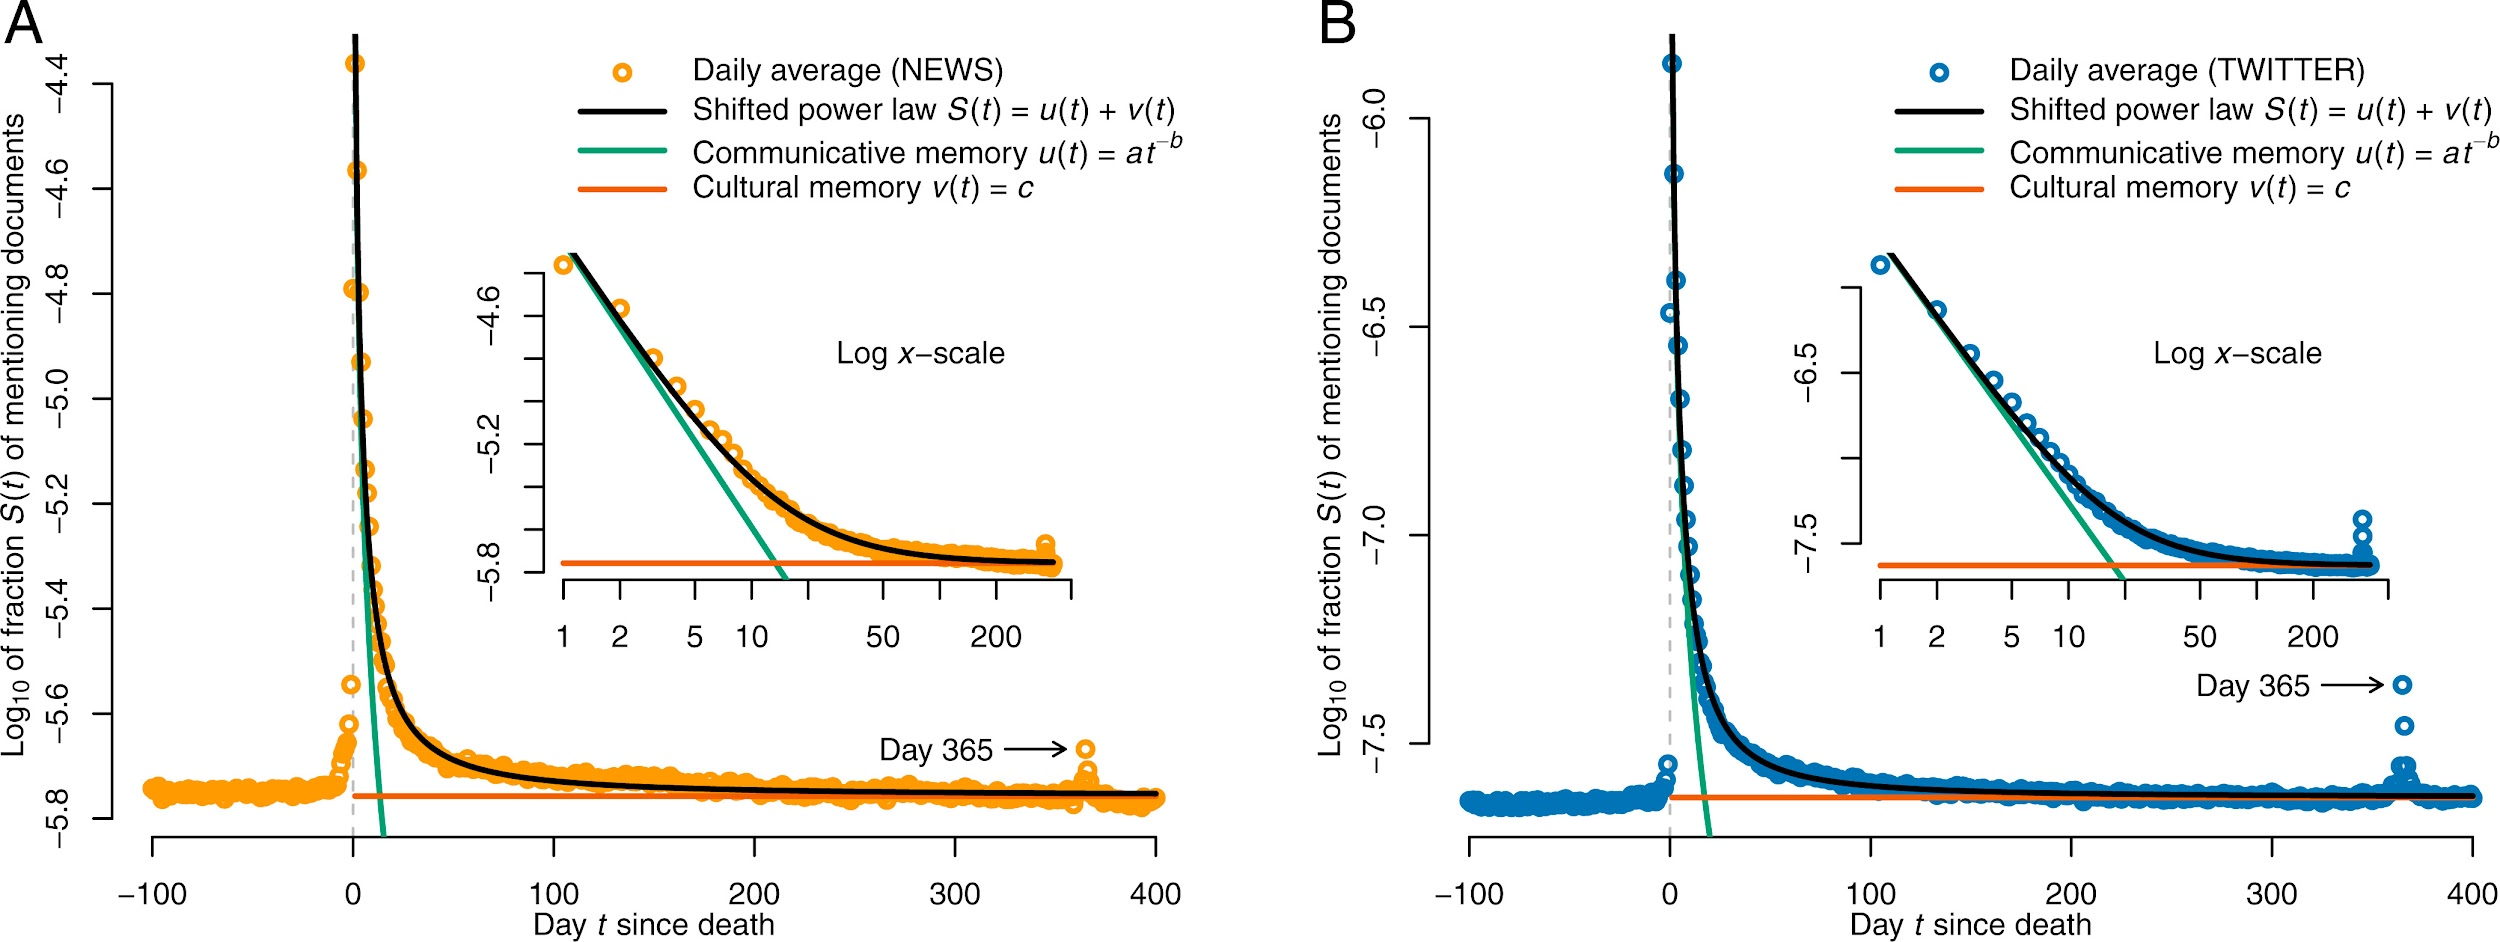 A
Log10 of fraction S(t) of mentioning documents
−4.4
−4.6
−4.8
−5.0
−5.2
−5.4
−5.6
−5.8
Daily average (NEWS)
Shifted power law S(t) = u(t) + v(t)
Communicative memory u(t) = at^−b
Cultural memory v(t) = c
−4.6
−5.2
−5.8
Log x−scale
1 2 5 10 50 200
Day 365
−100 0 100 200 300 400
Day t since death
B
Log10 of fraction S(t) of mentioning documents
−6.0
−6.5
−7.0
−7.5
Daily average (TWITTER)
Shifted power law S(t) = u(t) + v(t)
Communicative memory u(t) = at^−b
Cultural memory v(t) = c
−6.5
−7.5
Log x−scale
1 2 5 10 50 200
Day 365
−100 0 100 200 300 400
Day t since death